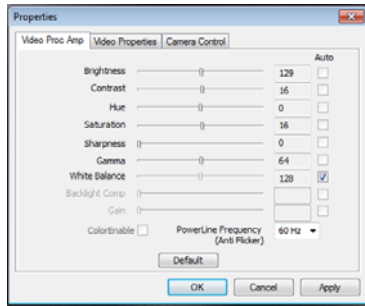 Properties
Video Proc Amp Video Properties Camera Control
Auto
Brightness 129
Contrast 16
Hue 0
Saturation 16
Sharpness 0
Gamma 64
White Balance 128
Backlight Comp
Gain
ColorEnable PowerLine Frequency (Anti Flicker) 60 Hz
Default
OK Cancel Apply